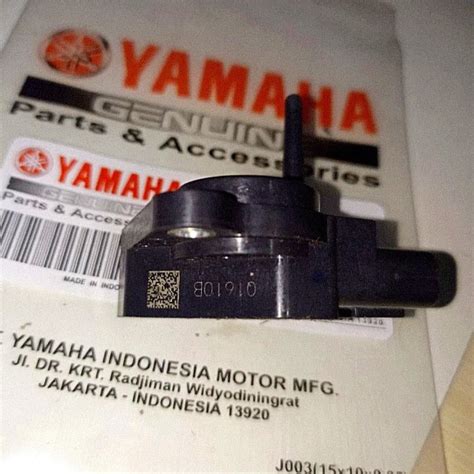 YAMAHA
GENUINE
Parts & Accessories
YAMAHA
GENUINE
Parts & Access
MADE IN INDO
Q1610B
YAMAHA INDONESIA MOTOR MFG.
Jl. DR. KRT. Radjiman Widyodiningrat
JAKARTA - INDONESIA 13920